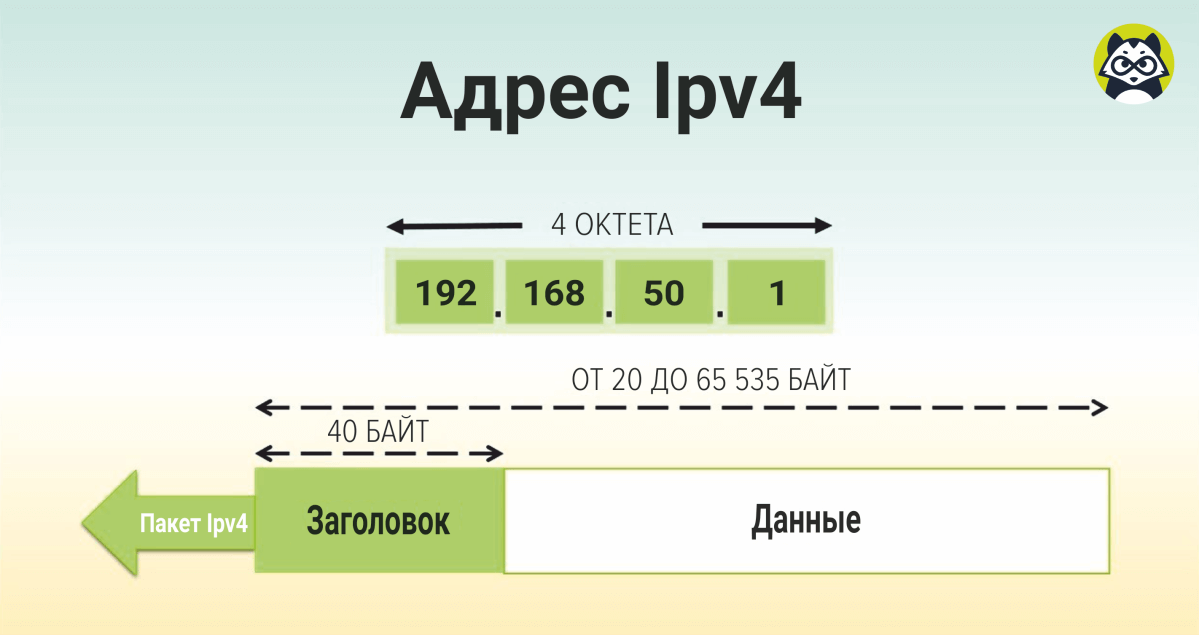 Адрес Ipv4
4 ОКТЕТА
192.168.50.1
ОТ 20 ДО 65 535 БАЙТ
40 БАЙТ
Пакет Ipv4
Заголовок
Данные